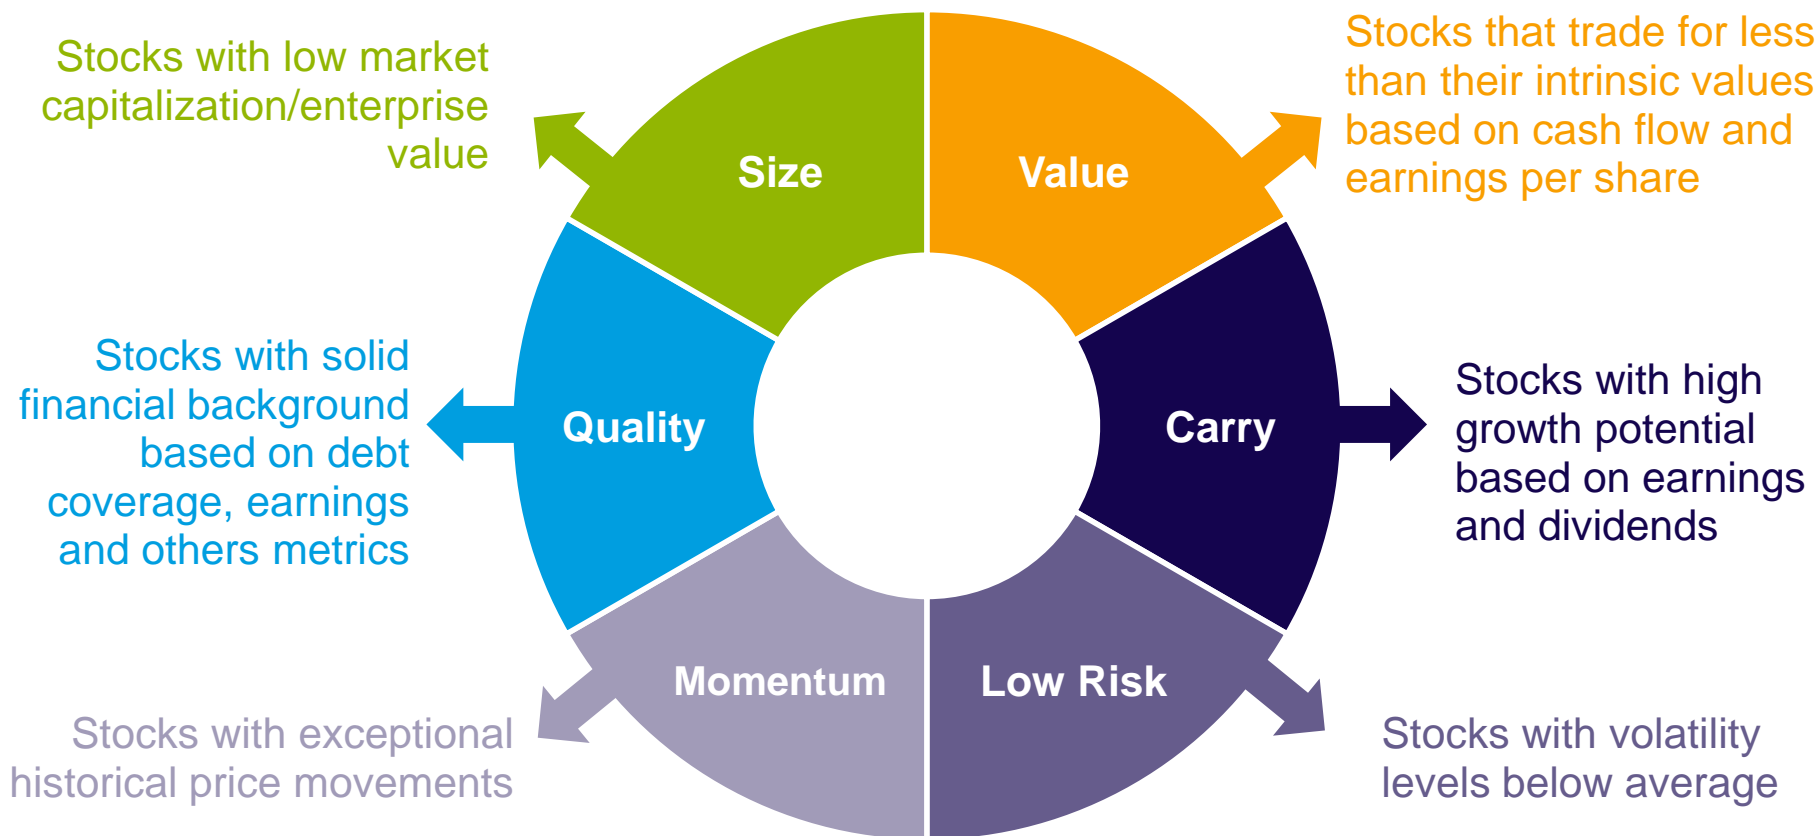 Stocks with low market
capitalization/enterprise
value
Size
Value
Stocks that trade for less
than their intrinsic values
based on cash flow and
earnings per share
Stocks with solid
financial background
based on debt
coverage, earnings
and others metrics
Quality
Carry
Stocks with high
growth potential
based on earnings
and dividends
Stocks with exceptional
historical price movements
Momentum
Low Risk
Stocks with volatility
levels below average